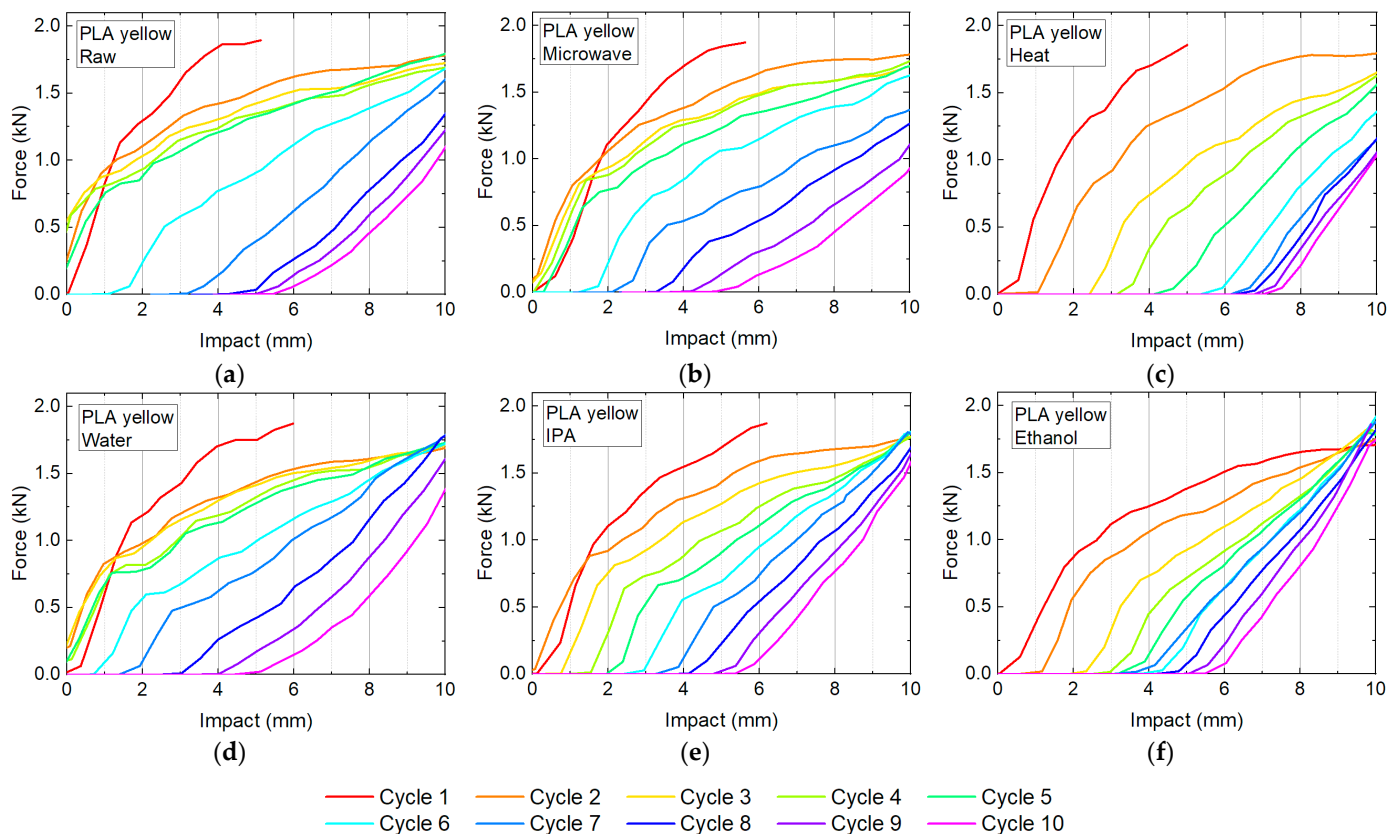 PLA yellow
Raw
2.0
1.5
1.0
0.5
0.0
Force (kN)
0 2 4 6 8 10
Impact (mm)
(a)
PLA yellow
Microwave
2.0
1.5
1.0
0.5
0.0
Force (kN)
0 2 4 6 8 10
Impact (mm)
(b)
PLA yellow
Heat
2.0
1.5
1.0
0.5
0.0
Force (kN)
0 2 4 6 8 10
Impact (mm)
(c)
PLA yellow
Water
2.0
1.5
1.0
0.5
0.0
Force (kN)
0 2 4 6 8 10
Impact (mm)
(d)
PLA yellow
IPA
2.0
1.5
1.0
0.5
0.0
Force (kN)
0 2 4 6 8 10
Impact (mm)
(e)
PLA yellow
Ethanol
2.0
1.5
1.0
0.5
0.0
Force (kN)
0 2 4 6 8 10
Impact (mm)
(f)
Cycle 1 Cycle 2 Cycle 3 Cycle 4 Cycle 5
Cycle 6 Cycle 7 Cycle 8 Cycle 9 Cycle 10